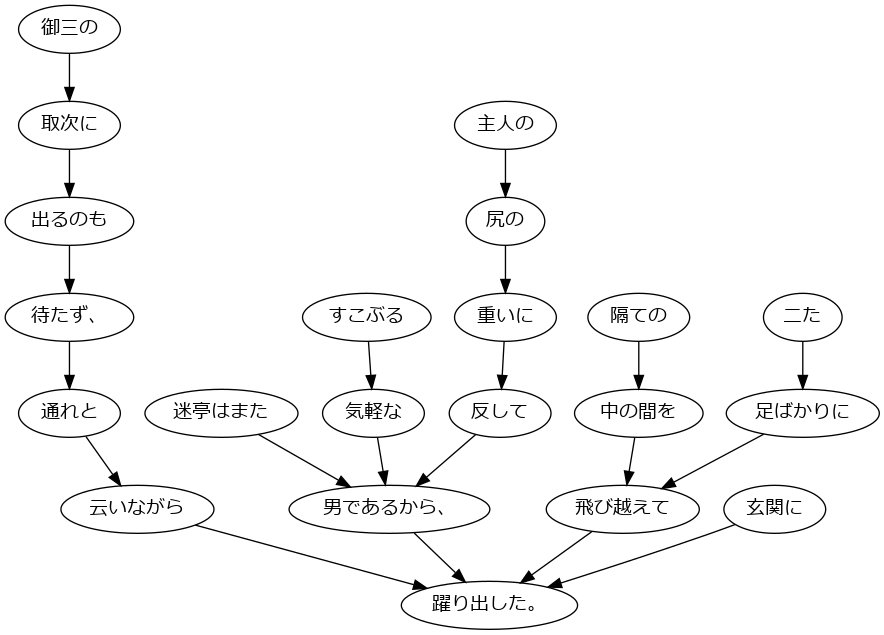 御三の
取次に
主人の
出るのも
尻の
待たず、
すこぶる
重いに
隔ての
二た
通れと
迷亭はまた
気軽な
反して
中の間を
足ばかりに
云いながら
男であるから、
飛び越えて
玄関に
躍り出した。